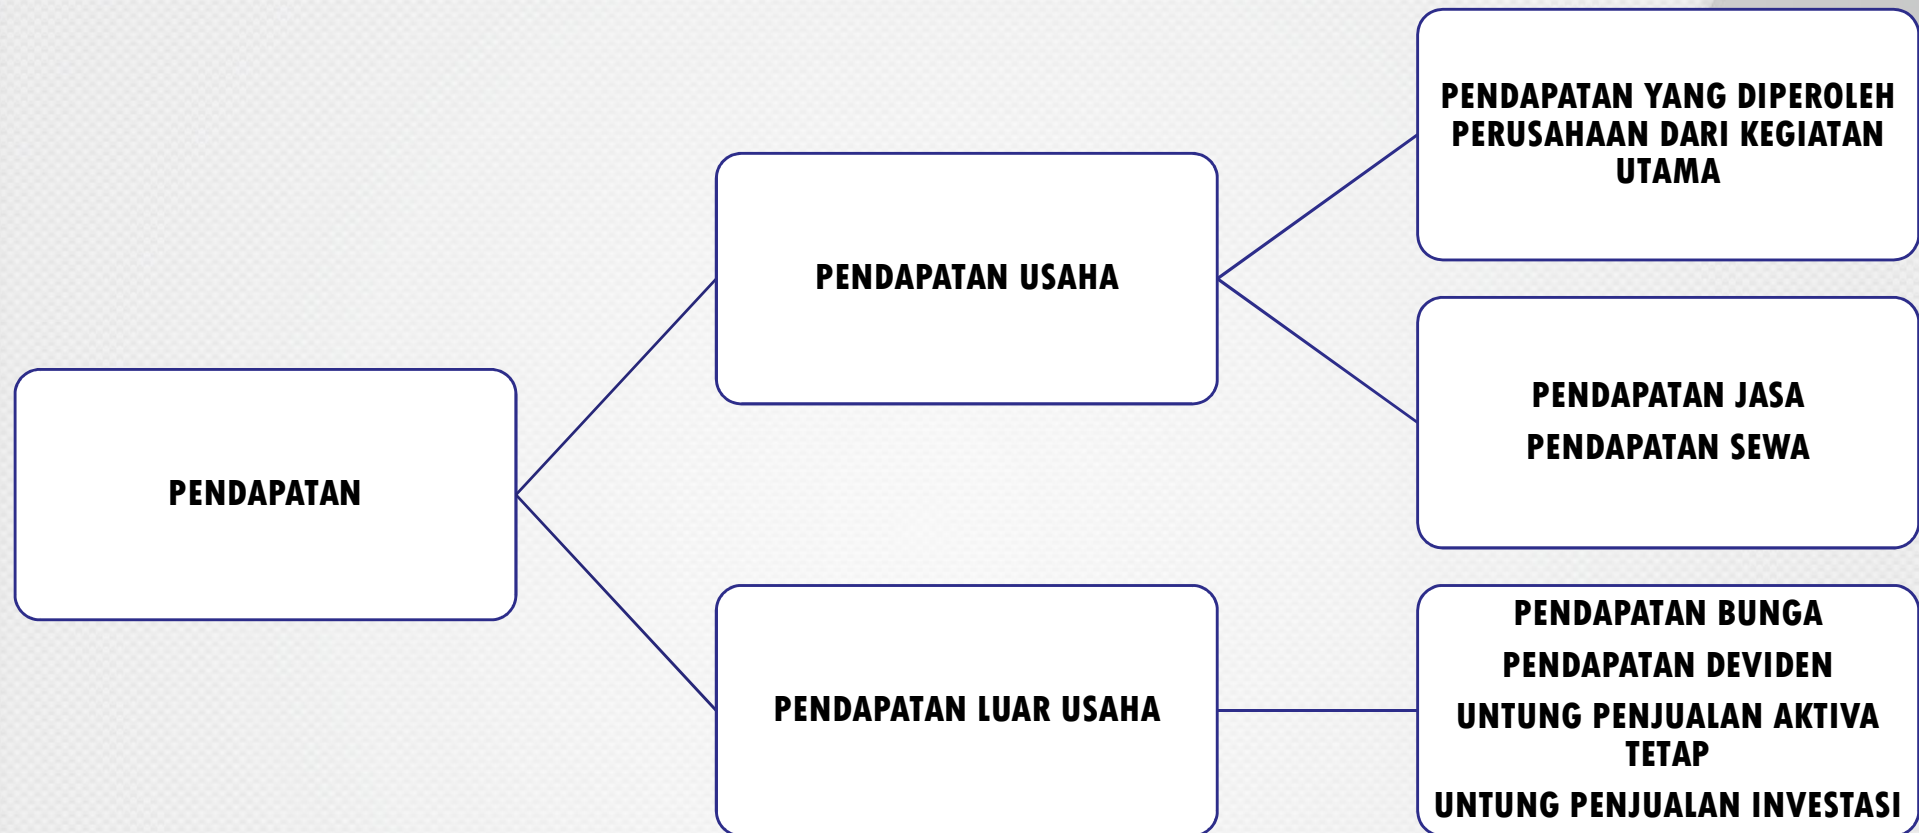 PENDAPATAN
PENDAPATAN USAHA
PENDAPATAN YANG DIPEROLEH
PERUSAHAAN DARI KEGIATAN
UTAMA
PENDAPATAN JASA
PENDAPATAN SEWA
PENDAPATAN LUAR USAHA
PENDAPATAN BUNGA
PENDAPATAN DEVIDEN
UNTUNG PENJUALAN AKTIVA
TETAP
UNTUNG PENJUALAN INVESTASI